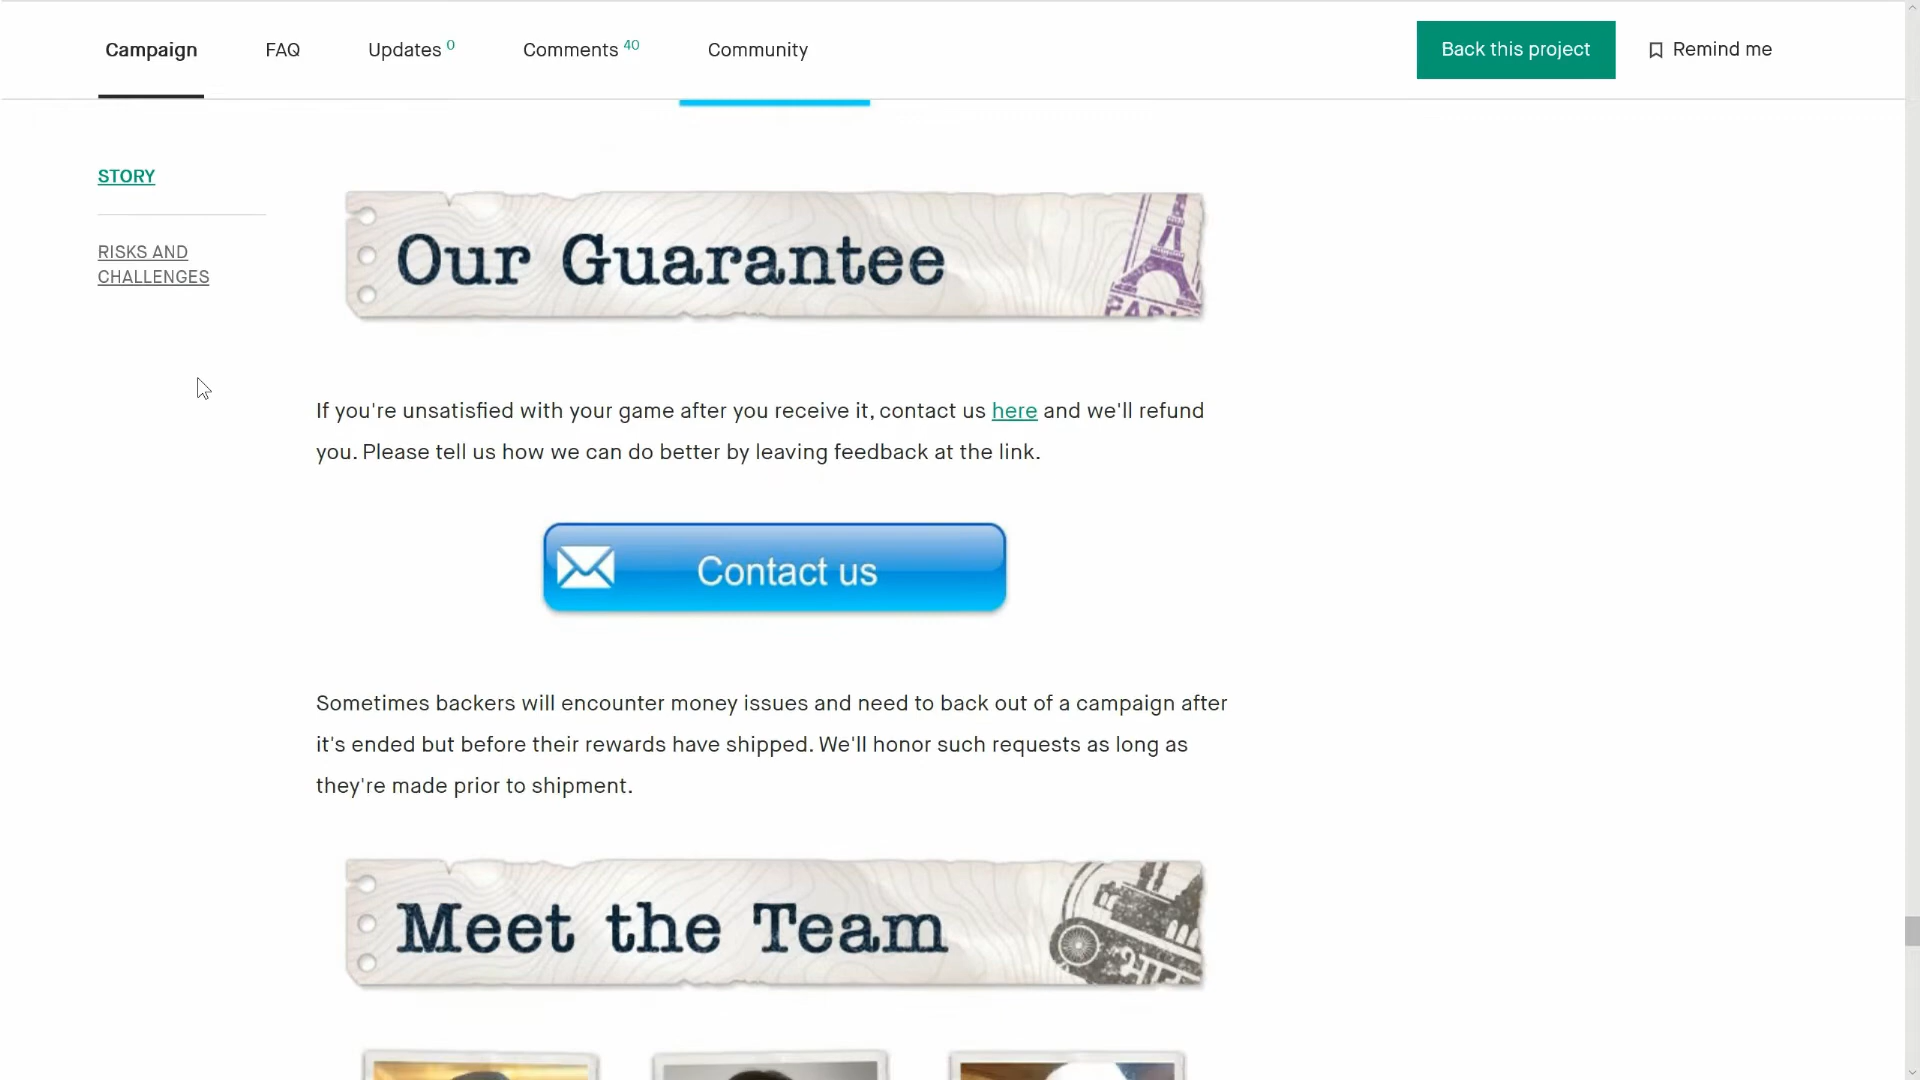 Campaign FAQ Updates 0 Comments 40 Community Back this project Remind me
STORY
RISKS AND
CHALLENGES
Our Guarantee
PARIS
If you're unsatisfied with your game after you receive it, contact us here and we'll refund
you. Please tell us how we can do better by leaving feedback at the link.
Contact us
Sometimes backers will encounter money issues and need to back out of a campaign after
it's ended but before their rewards have shipped. We'll honor such requests as long as
they're made prior to shipment.
Meet the Team